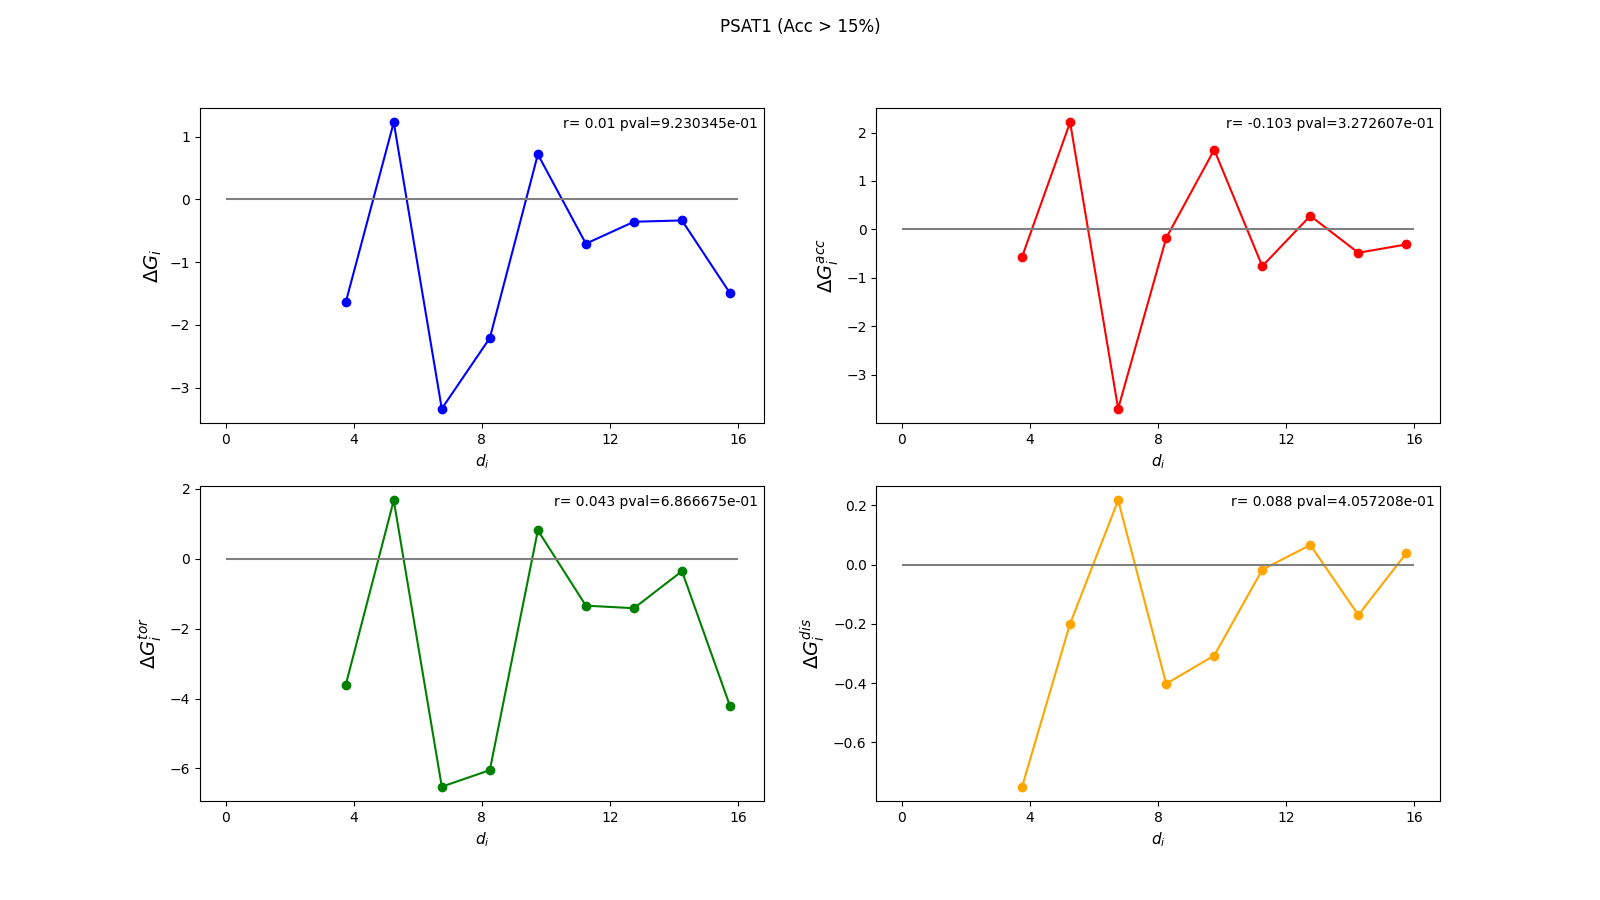 PSAT1 (Acc > 15%)
r= 0.01 pval=9.230345e-01
1
0
−1
−2
−3
ΔG_i
0 4 8 12 16
d_i
r= -0.103 pval=3.272607e-01
2
1
0
−1
−2
−3
ΔG_i^{acc}
0 4 8 12 16
d_i
r= 0.043 pval=6.866675e-01
2
0
−2
−4
−6
ΔG_i^{tor}
0 4 8 12 16
d_i
r= 0.088 pval=4.057208e-01
0.2
0.0
−0.2
−0.4
−0.6
ΔG_i^{dis}
0 4 8 12 16
d_i